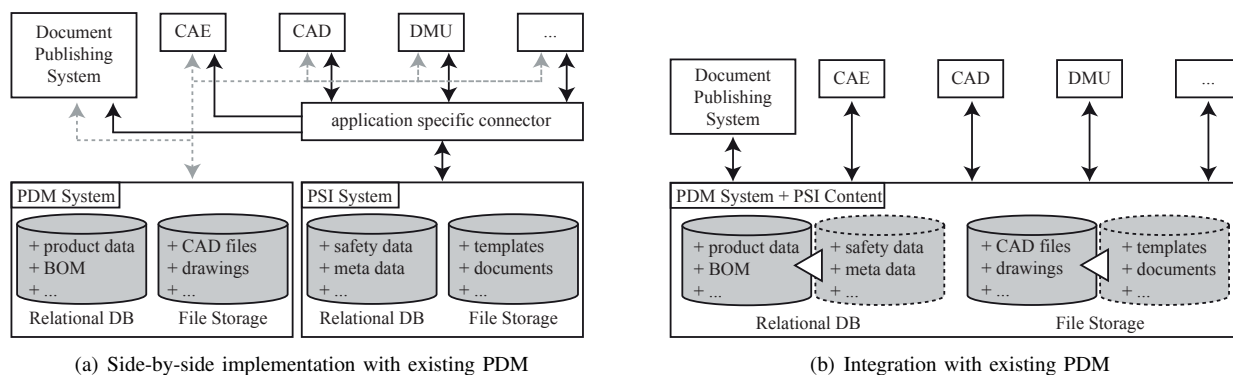 Document
Publishing
System
CAE
CAD
DMU
...
application specific connector
PDM System
+ product data
+ BOM
+ ...
Relational DB
+ CAD files
+ drawings
+ ...
File Storage
PSI System
+ safety data
+ meta data
+ ...
Relational DB
+ templates
+ documents
+ ...
File Storage
(a) Side-by-side implementation with existing PDM
Document
Publishing
System
CAE
CAD
DMU
...
PDM System + PSI Content
+ product data
+ BOM
+ ...
+ safety data
+ meta data
+ ...
Relational DB
+ CAD files
+ drawings
+ ...
+ templates
+ documents
+ ...
File Storage
(b) Integration with existing PDM